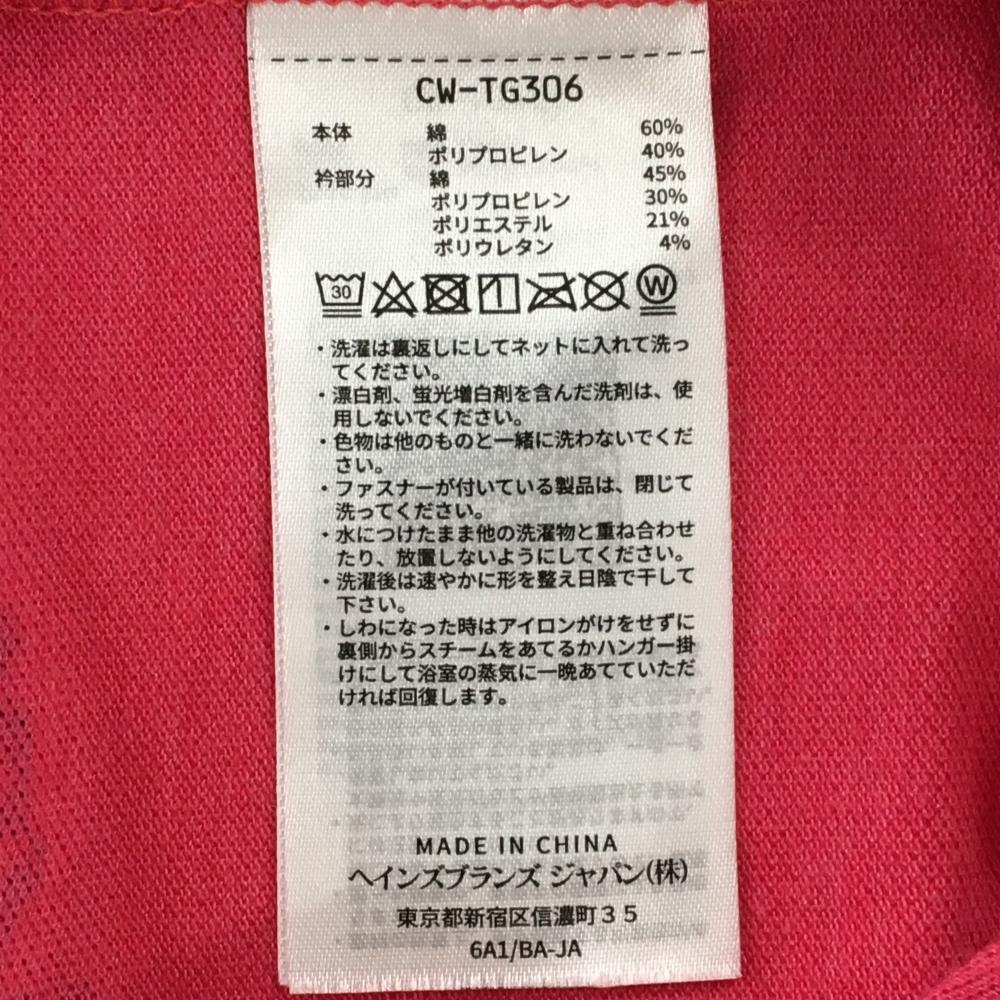 CW-TG306
本体 綿 60%
ポリプロピレン 40%
衿部分 綿 45%
ポリプロピレン 30%
ポリエステル 21%
ポリウレタン 4%
30 W
・洗濯は裏返しにしてネットに入れて洗っ
てください。
・漂白剤、蛍光増白剤を含んだ洗剤は、使
用しないでください。
・色物は他のものと一緒に洗わないでくだ
さい。
・ファスナーが付いている製品は、閉じて
洗ってください。
・水につけたまま他の洗濯物と重ね合わせ
たり、放置しないようにしてください。
・洗濯後は速やかに形を整え日陰で干して
下さい。
・しわになった時はアイロンがけをせずに
裏側からスチームをあてるかハンガー掛
けにして浴室の蒸気に一晩あてていただ
ければ回復します。
MADE IN CHINA
ヘインズブランズ ジャパン(株)
東京都新宿区信濃町３５
6A1/BA-JA